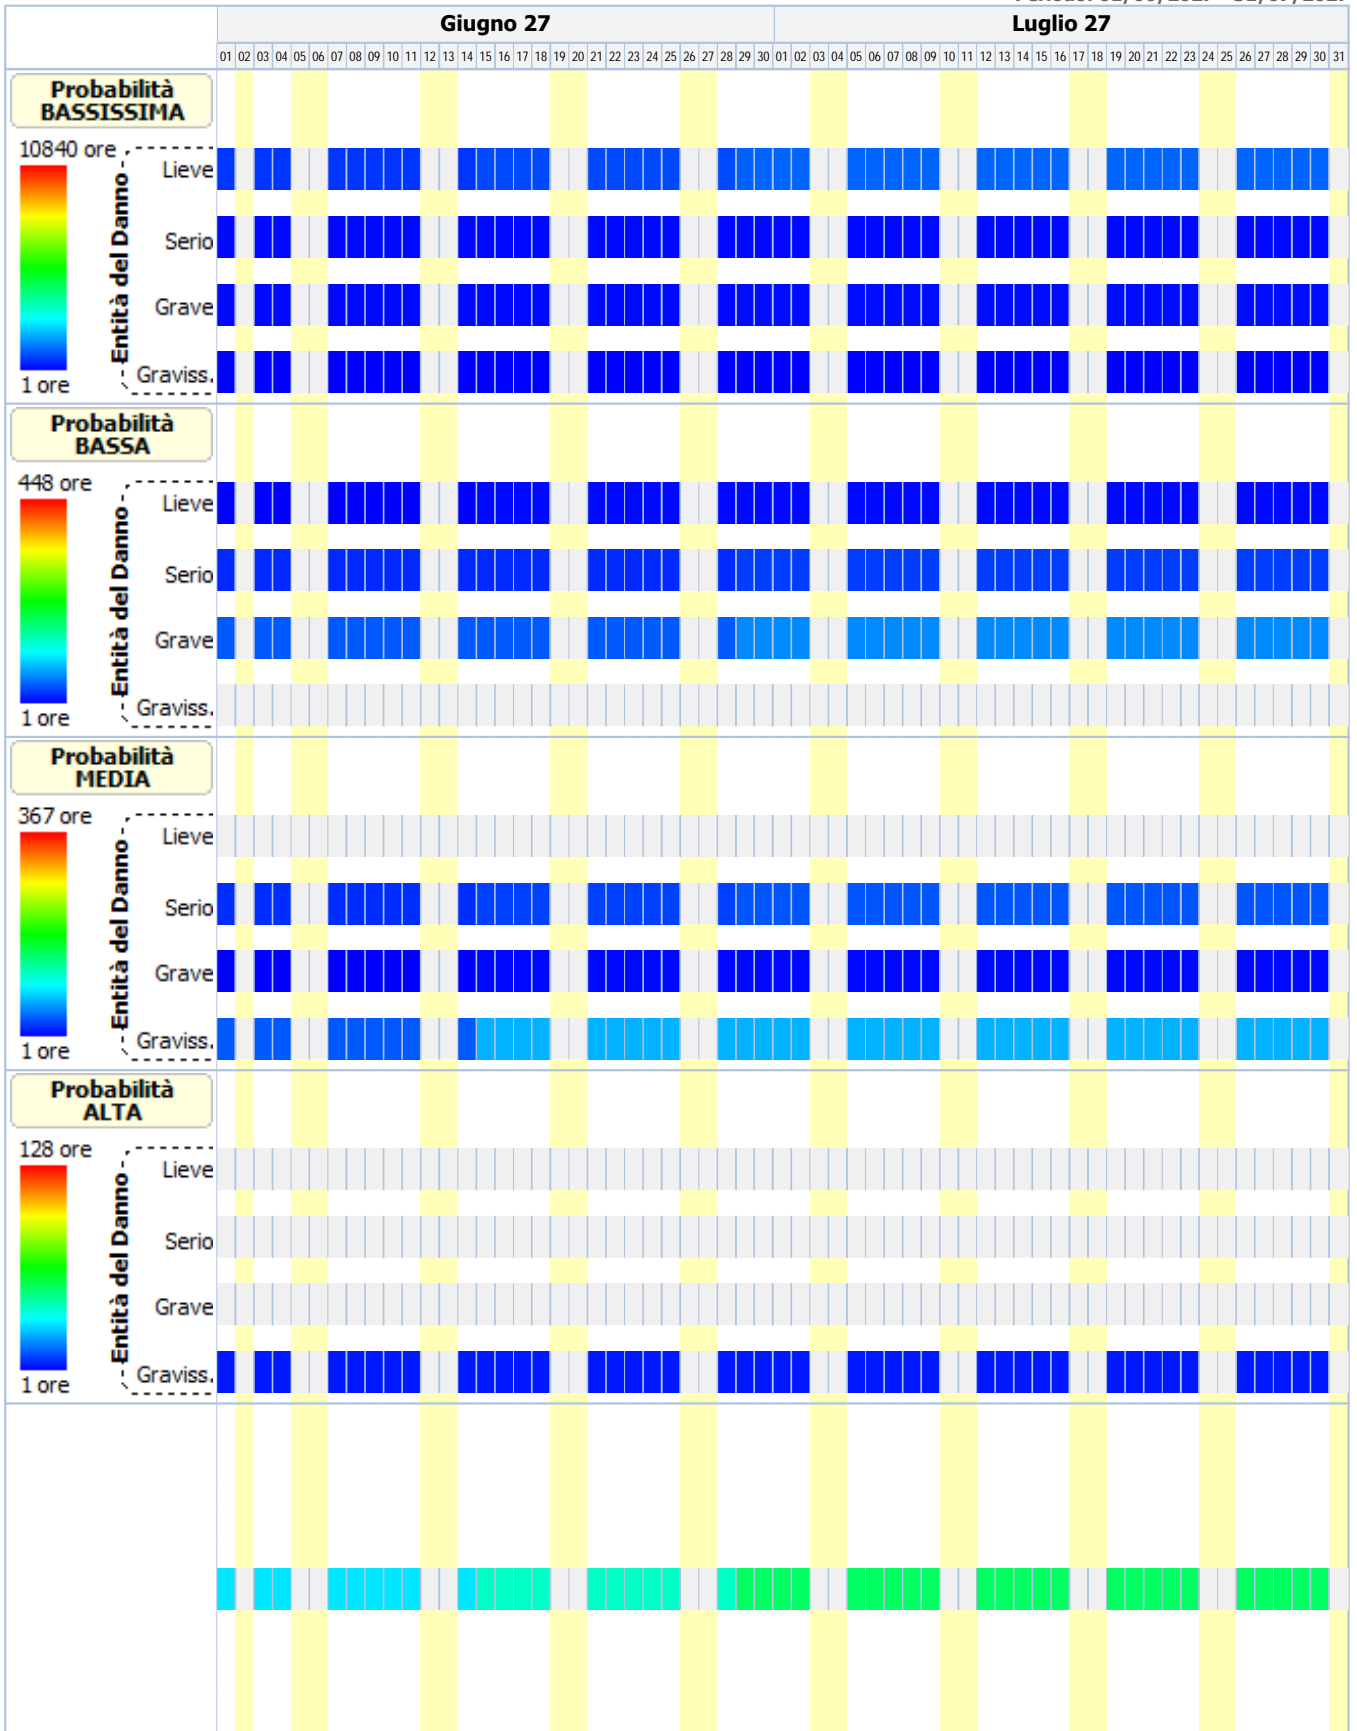 Giugno 27 Luglio 27
01 02 03 04 05 06 07 08 09 10 11 12 13 14 15 16 17 18 19 20 21 22 23 24 25 26 27 28 29 30 01 02 03 04 05 06 07 08 09 10 11 12 13 14 15 16 17 18 19 20 21 22 23 24 25 26 27 28 29 30 31
Probabilità
BASSISSIMA
10840 ore
Entità del Danno
Lieve
Serio
Grave
Graviss.
1 ore
Probabilità
BASSA
448 ore
Entità del Danno
Lieve
Serio
Grave
Graviss.
1 ore
Probabilità
MEDIA
367 ore
Entità del Danno
Lieve
Serio
Grave
Graviss.
1 ore
Probabilità
ALTA
128 ore
Entità del Danno
Lieve
Serio
Grave
Graviss.
1 ore